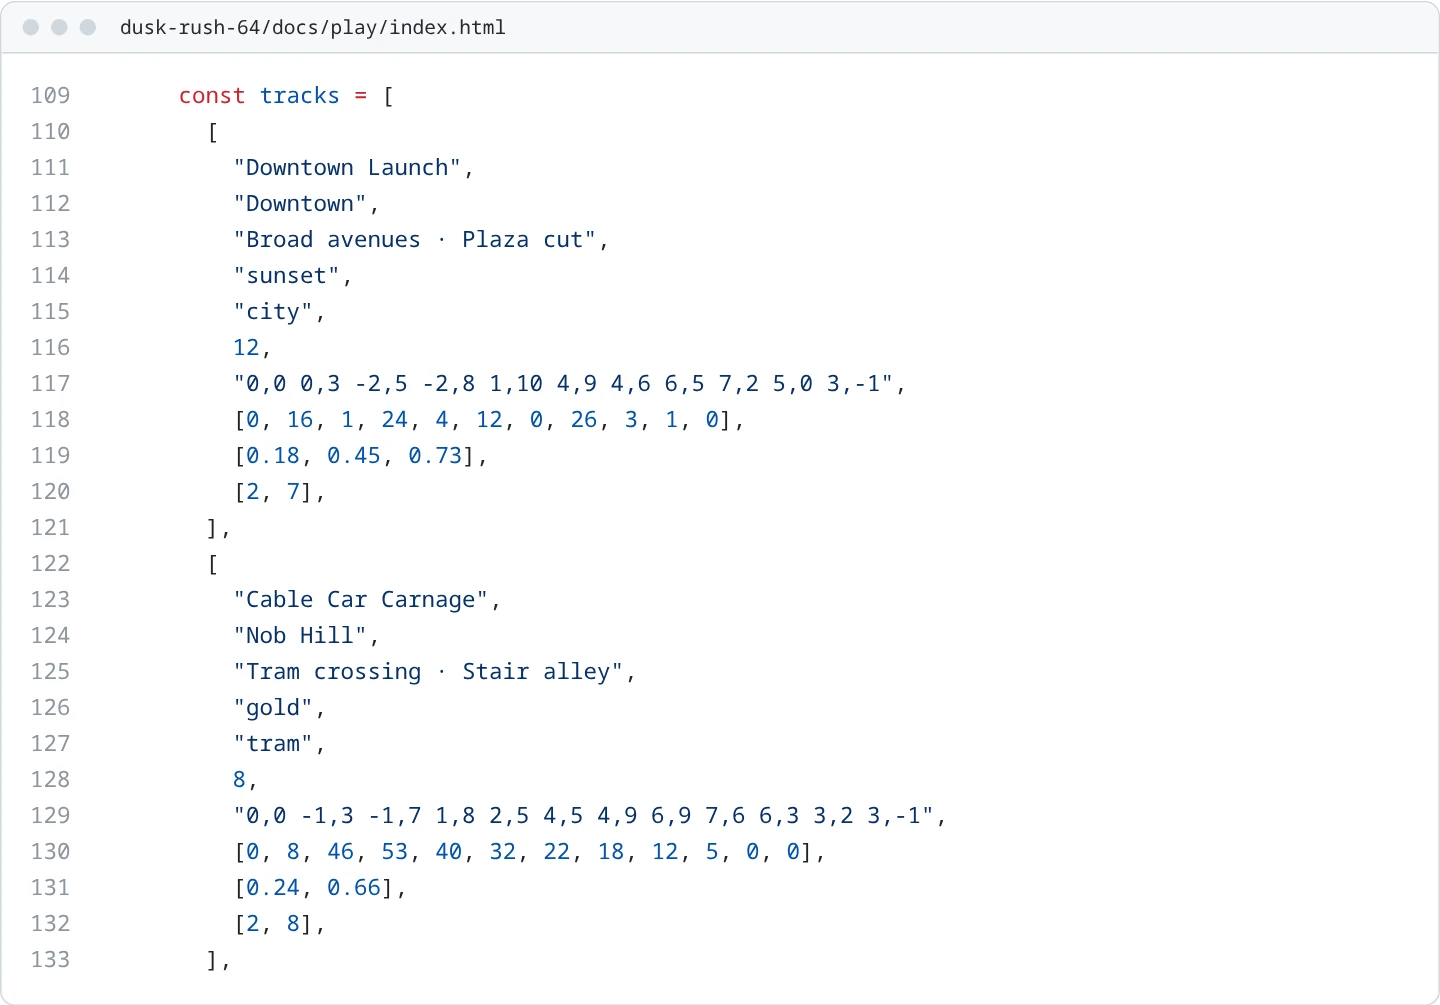 dusk-rush-64/docs/play/index.html
109 const tracks = [
110 [
111 "Downtown Launch",
112 "Downtown",
113 "Broad avenues · Plaza cut",
114 "sunset",
115 "city",
116 12,
117 "0,0 0,3 -2,5 -2,8 1,10 4,9 4,6 6,5 7,2 5,0 3,-1",
118 [0, 16, 1, 24, 4, 12, 0, 26, 3, 1, 0],
119 [0.18, 0.45, 0.73],
120 [2, 7],
121 ],
122 [
123 "Cable Car Carnage",
124 "Nob Hill",
125 "Tram crossing · Stair alley",
126 "gold",
127 "tram",
128 8,
129 "0,0 -1,3 -1,7 1,8 2,5 4,5 4,9 6,9 7,6 6,3 3,2 3,-1",
130 [0, 8, 46, 53, 40, 32, 22, 18, 12, 5, 0, 0],
131 [0.24, 0.66],
132 [2, 8],
133 ],